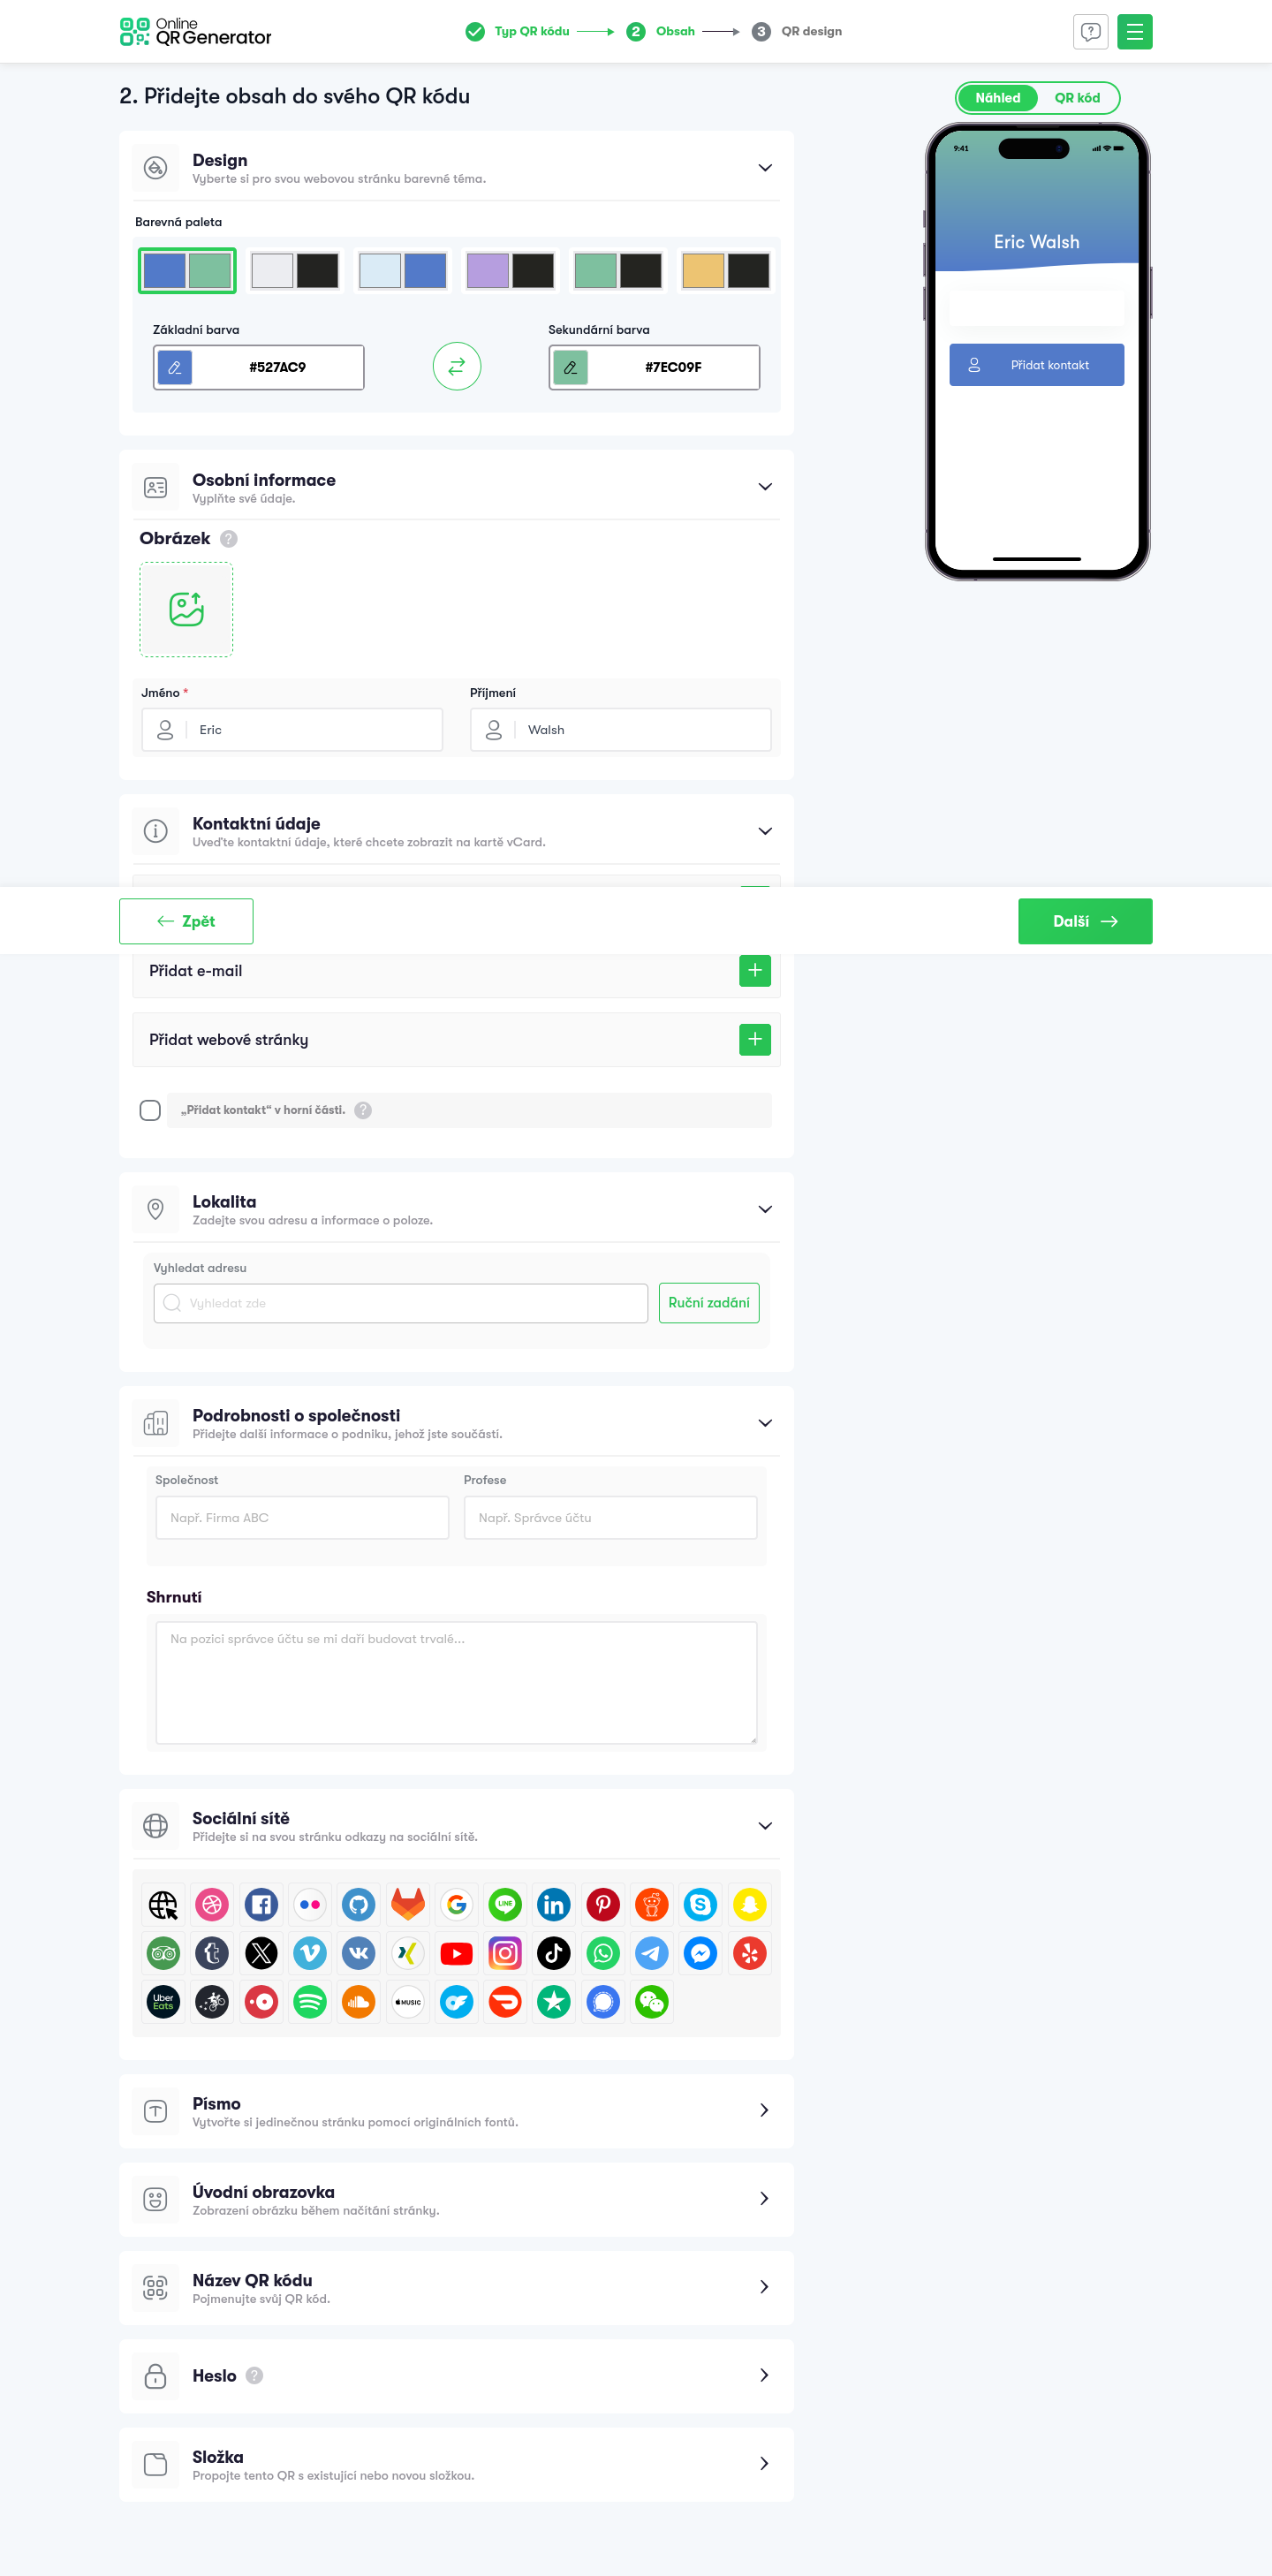 Online
QR Generator
Typ QR kódu
2
Obsah
3
QR design
2. Přidejte obsah do svého QR kódu
Náhled
QR kód
Design
Vyberte si pro svou webovou stránku barevné téma.
Barevná paleta
Základní barva
Sekundární barva
#527AC9
#7EC09F
9:41
Eric Walsh
Přidat kontakt
Osobní informace
Vyplňte své údaje.
Obrázek ?
Jméno *
Příjmení
Eric
Walsh
Kontaktní údaje
Uveďte kontaktní údaje, které chcete zobrazit na kartě vCard.
Zpět
Další
Přidat e-mail
Přidat webové stránky
„Přidat kontakt“ v horní části. ?
Lokalita
Zadejte svou adresu a informace o poloze.
Vyhledat adresu
Vyhledat zde
Ruční zadání
Podrobnosti o společnosti
Přidejte další informace o podniku, jehož jste součástí.
Společnost
Profese
Např. Firma ABC
Např. Správce účtu
Shrnutí
Na pozici správce účtu se mi daří budovat trvalé...
Sociální sítě
Přidejte si na svou stránku odkazy na sociální sítě.
LINE
Uber
Eats
MUSIC
Písmo
Vytvořte si jedinečnou stránku pomocí originálních fontů.
Úvodní obrazovka
Zobrazení obrázku během načítání stránky.
Název QR kódu
Pojmenujte svůj QR kód.
Heslo ?
Složka
Propojte tento QR s existující nebo novou složkou.